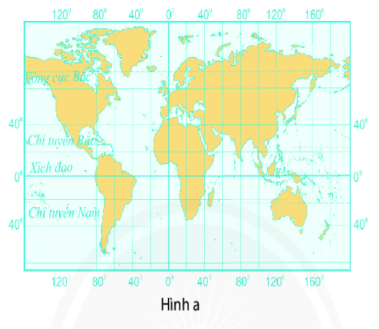 120° 80° 40° 0° 40° 80° 120° 160°
Vòng cực Bắc
40° 40°
Chí tuyến Bắc
Xích đạo
0° 0°
Chí tuyến Nam
40° 40°
120° 80° 40° 0° 40° 80° 120° 160°
Hình a